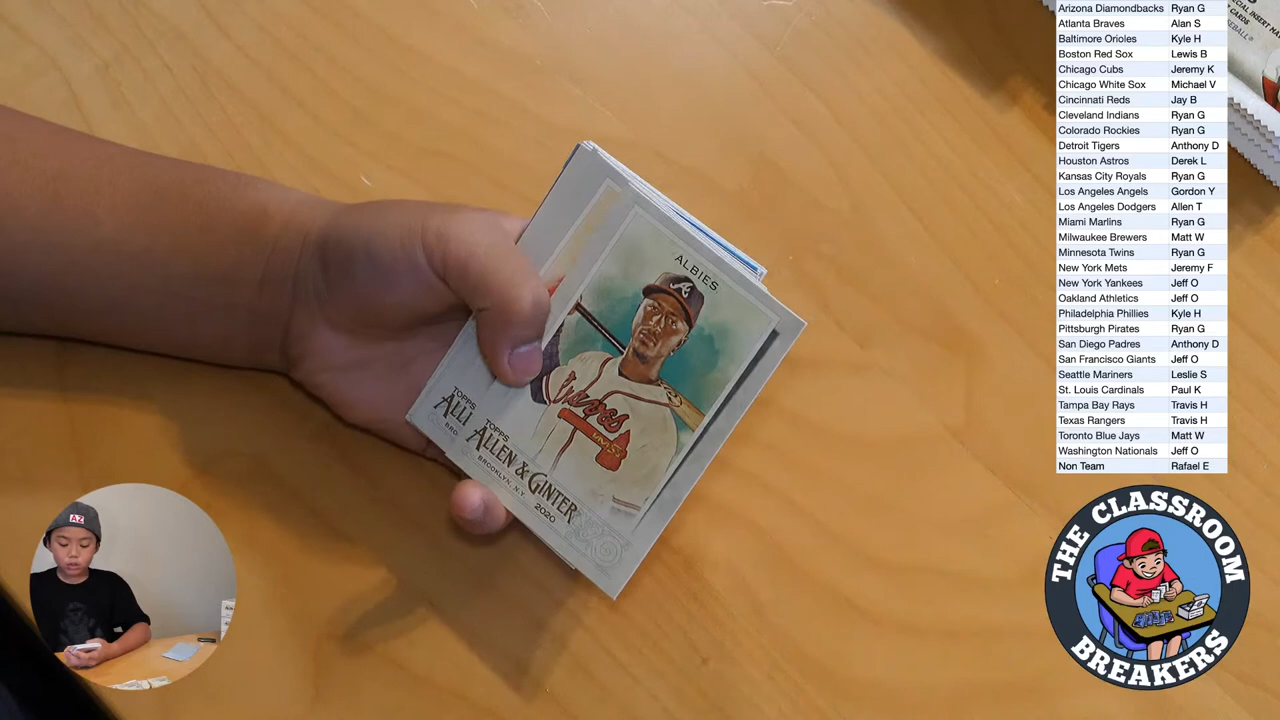 Arizona Diamondbacks Ryan G
Atlanta Braves Alan S
Baltimore Orioles Kyle H
Boston Red Sox Lewis B
Chicago Cubs Jeremy K
Chicago White Sox Michael V
Cincinnati Reds Jay B
Cleveland Indians Ryan G
Colorado Rockies Ryan G
Detroit Tigers Anthony D
Houston Astros Derek L
Kansas City Royals Ryan G
Los Angeles Angels Gordon Y
Los Angeles Dodgers Allen T
Miami Marlins Ryan G
Milwaukee Brewers Matt W
Minnesota Twins Ryan G
New York Mets Jeremy F
New York Yankees Jeff O
Oakland Athletics Jeff O
Philadelphia Phillies Kyle H
Pittsburgh Pirates Ryan G
San Diego Padres Anthony D
San Francisco Giants Jeff O
Seattle Mariners Leslie S
St. Louis Cardinals Paul K
Tampa Bay Rays Travis H
Texas Rangers Travis H
Toronto Blue Jays Matt W
Washington Nationals Jeff O
Non Team Rafael E
ALBIES
A
Braves
TOPPS
ALLEN & GINTER
BROOKLYN, N.Y.
2020
TOPPS
ALL
BRO
AZ
THE CLASSROOM
BREAKERS